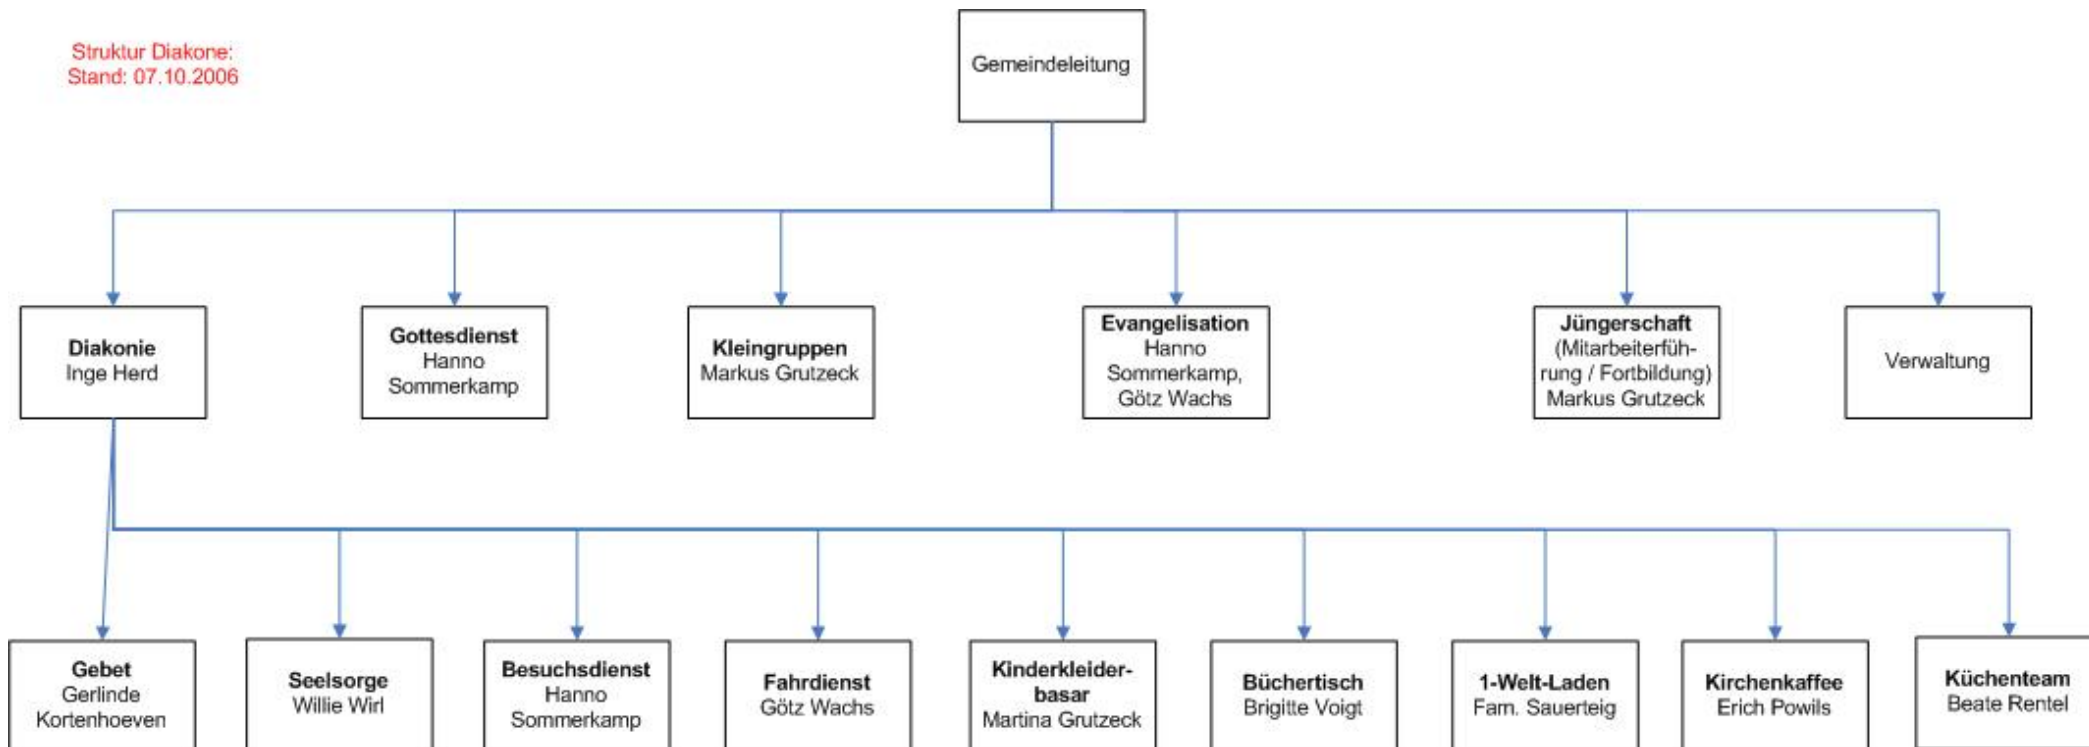 Struktur Diakone:
Stand: 07.10.2006
Gemeindeleitung
Diakonie
Inge Herd
Gottesdienst
Hanno
Sommerkamp
Kleingruppen
Markus Grutzeck
Evangelisation
Hanno
Sommerkamp,
Götz Wachs
Jüngerschaft
(Mitarbeiterfüh-
rung / Fortbildung)
Markus Grutzeck
Verwaltung
Gebet
Gerlinde
Kortenhoeven
Seelsorge
Willie Wirl
Besuchsdienst
Hanno
Sommerkamp
Fahrdienst
Götz Wachs
Kinderkleider-
basar
Martina Grutzeck
Büchertisch
Brigitte Voigt
1-Welt-Laden
Fam. Sauerteig
Kirchenkaffee
Erich Powils
Küchenteam
Beate Rentel